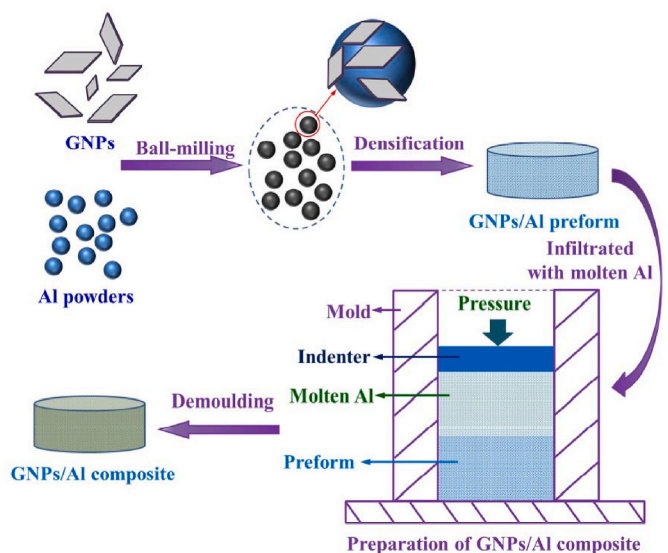 GNPs
Ball-milling
Densification
Al powders
GNPs/Al preform
Infiltrated
with molten Al
Pressure
Mold
Indenter
Molten Al
Demoulding
Preform
GNPs/Al composite
Preparation of GNPs/Al composite